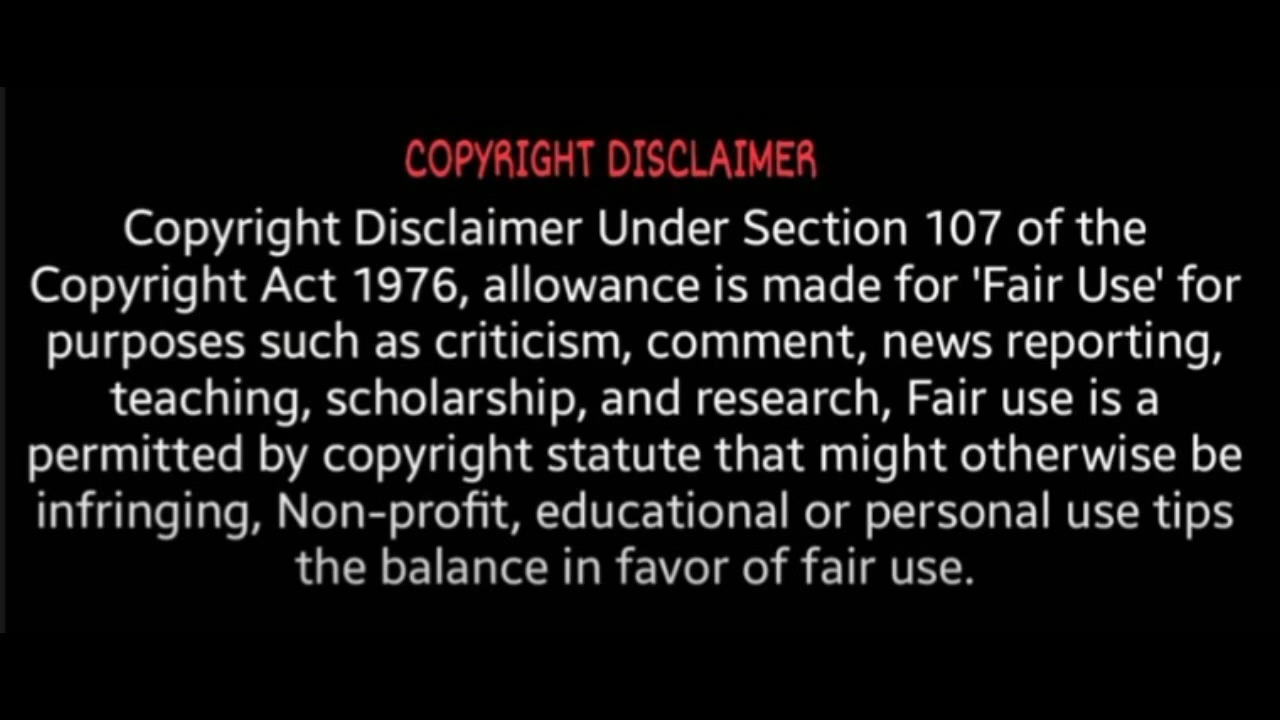 COPYRIGHT DISCLAIMER
Copyright Disclaimer Under Section 107 of the
Copyright Act 1976, allowance is made for 'Fair Use' for
purposes such as criticism, comment, news reporting,
teaching, scholarship, and research, Fair use is a
permitted by copyright statute that might otherwise be
infringing, Non-profit, educational or personal use tips
the balance in favor of fair use.